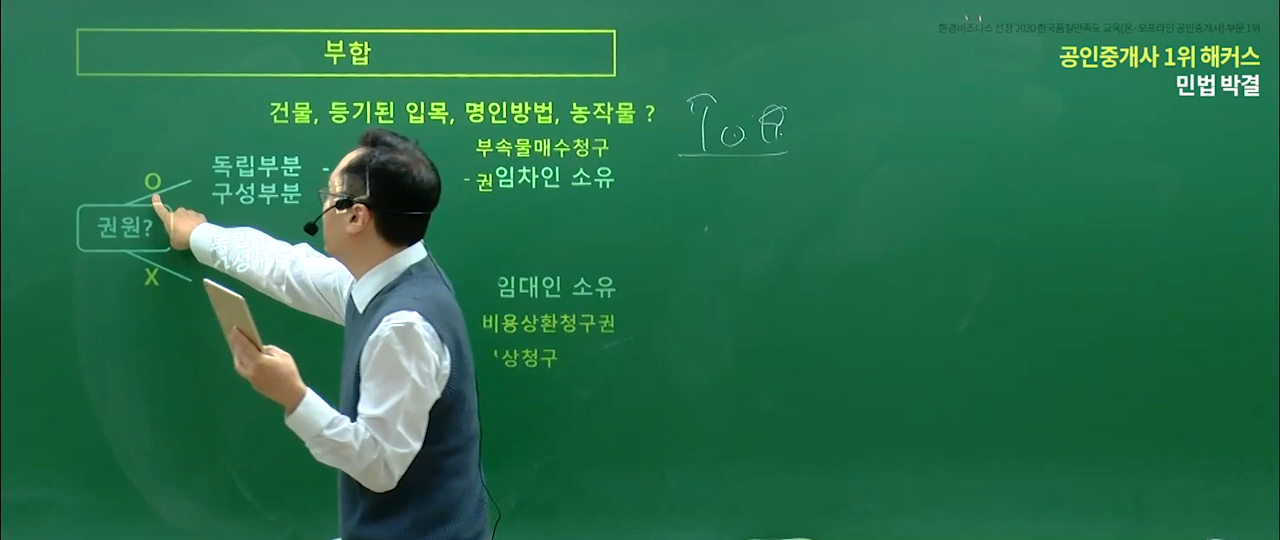 한경비즈니스 선정 2020 한국품질만족도 교육(온·오프라인 공인중개사) 부문 1위
공인중개사 1위 해커스
민법 박결
부합
건물, 등기된 입목, 명인방법, 농작물 ?
부속물매수청구
독립부분 -
- 권임차인 소유
구성부분
O
권원?
X
임대인 소유
비용상환청구권
상청구